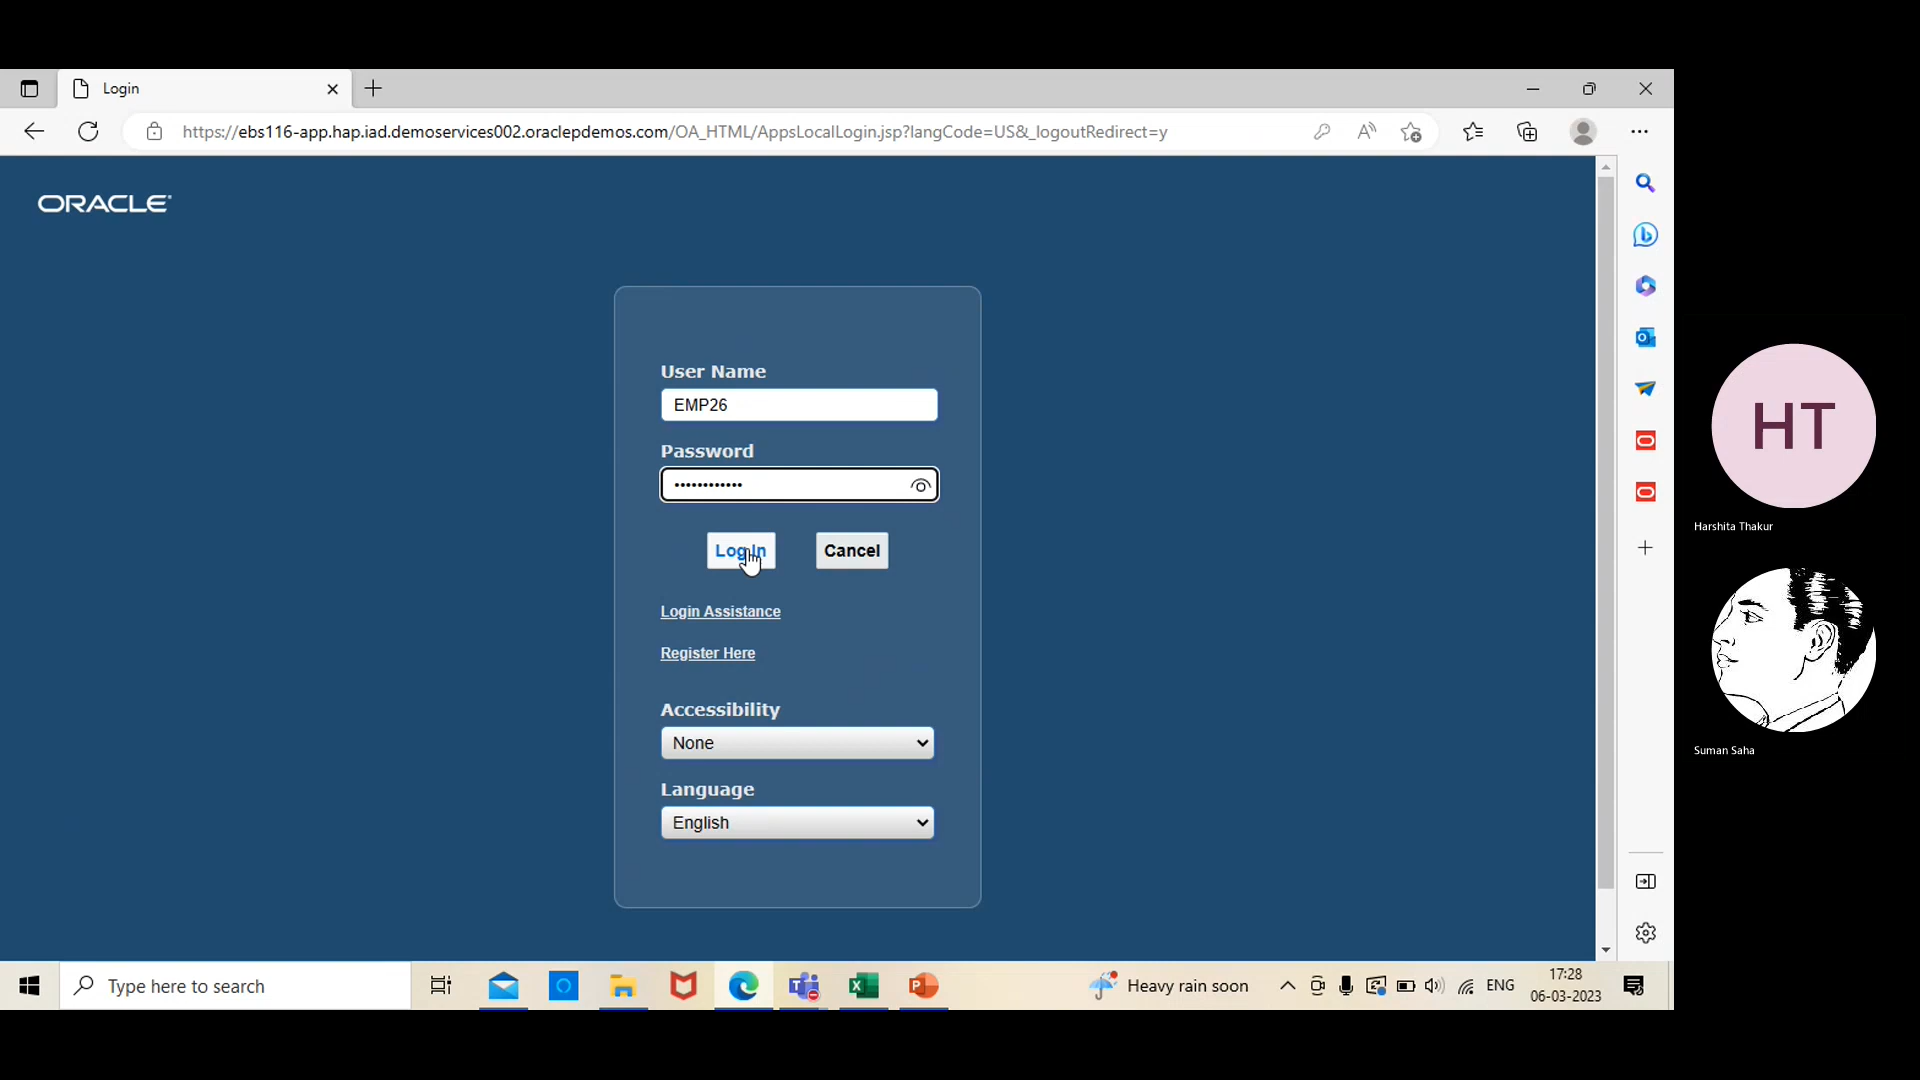 Login
https://ebs116-app.hap.iad.demoservices002.oraclepdemos.com/OA_HTML/AppsLocalLogin.jsp?langCode=US&_logoutRedirect=y
ORACLE
User Name
EMP26
Password
••••••••••••
Log In
Cancel
Login Assistance
Register Here
Accessibility
None
Language
English
HT
Harshita Thakur
Suman Saha
Type here to search
Heavy rain soon
ENG
17:28
06-03-2023